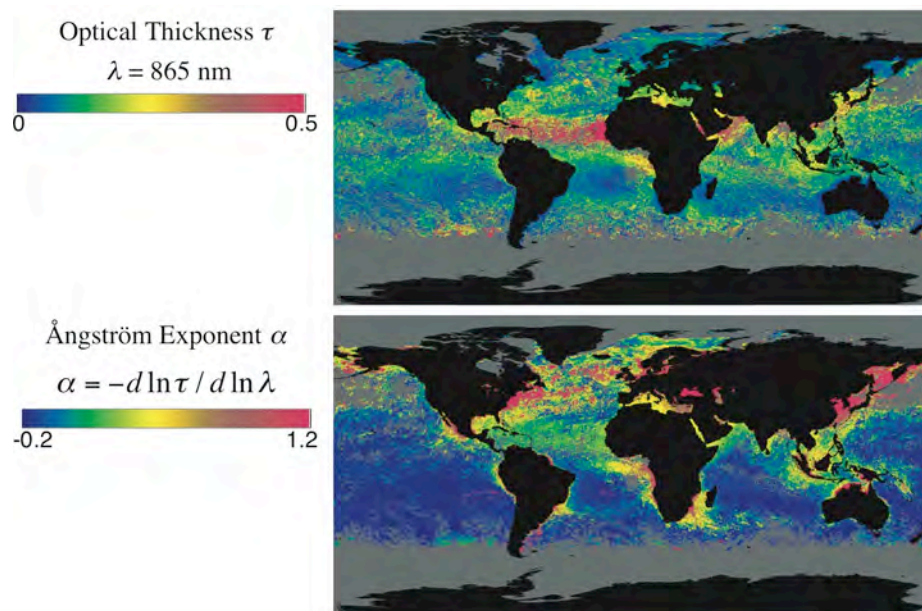 Optical Thickness τ
λ = 865 nm
0 0.5
Ångström Exponent α
α = -d ln τ / d ln λ
-0.2 1.2